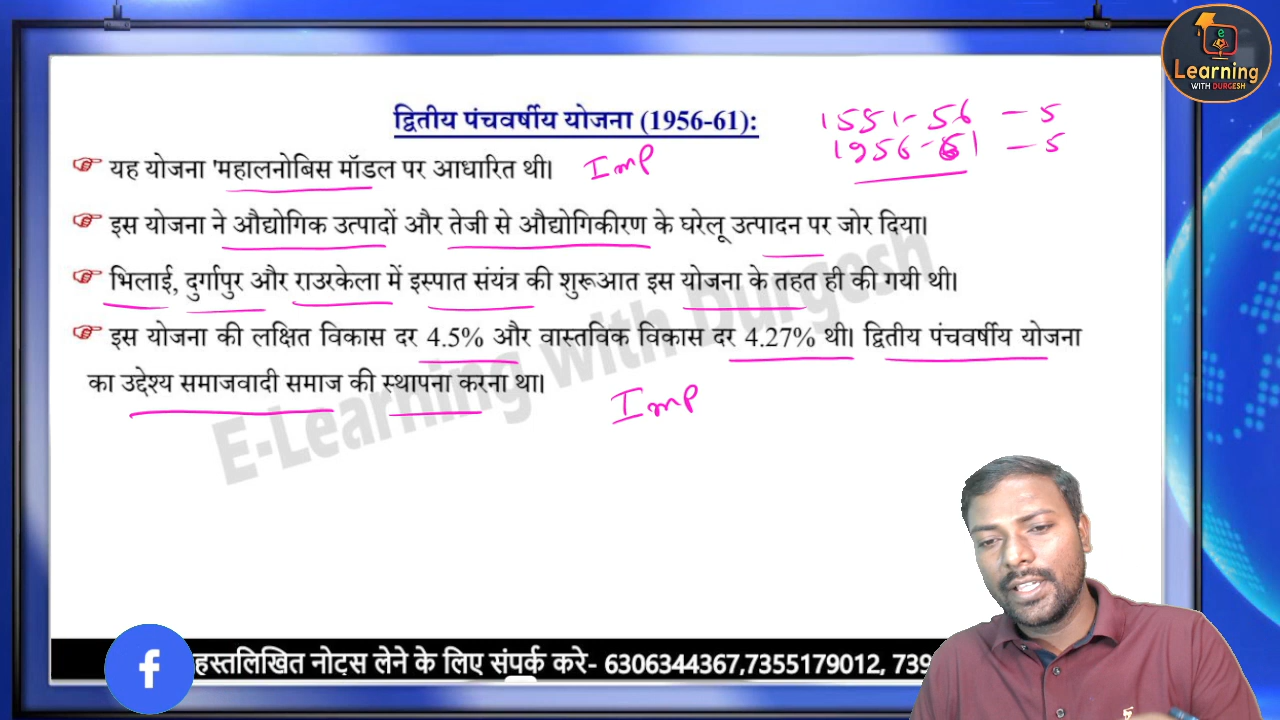 e
Learning
WITH DURGESH
द्वितीय पंचवर्षीय योजना (1956-61):
1551-56 – 5
1956-61 – 5
यह योजना 'महालनोबिस मॉडल पर आधारित थी।
Imp
इस योजना ने औद्योगिक उत्पादों और तेजी से औद्योगिकीरण के घरेलू उत्पादन पर जोर दिया।
भिलाई, दुर्गापुर और राउरकेला में इस्पात संयंत्र की शुरूआत इस योजना के तहत ही की गयी थी।
इस योजना की लक्षित विकास दर 4.5% और वास्तविक विकास दर 4.27% थी। द्वितीय पंचवर्षीय योजना
का उद्देश्य समाजवादी समाज की स्थापना करना था।
Imp
E-Learning with Durgesh
f
हस्तलिखित नोट्स लेने के लिए संपर्क करे- 6306344367,7355179012, 739